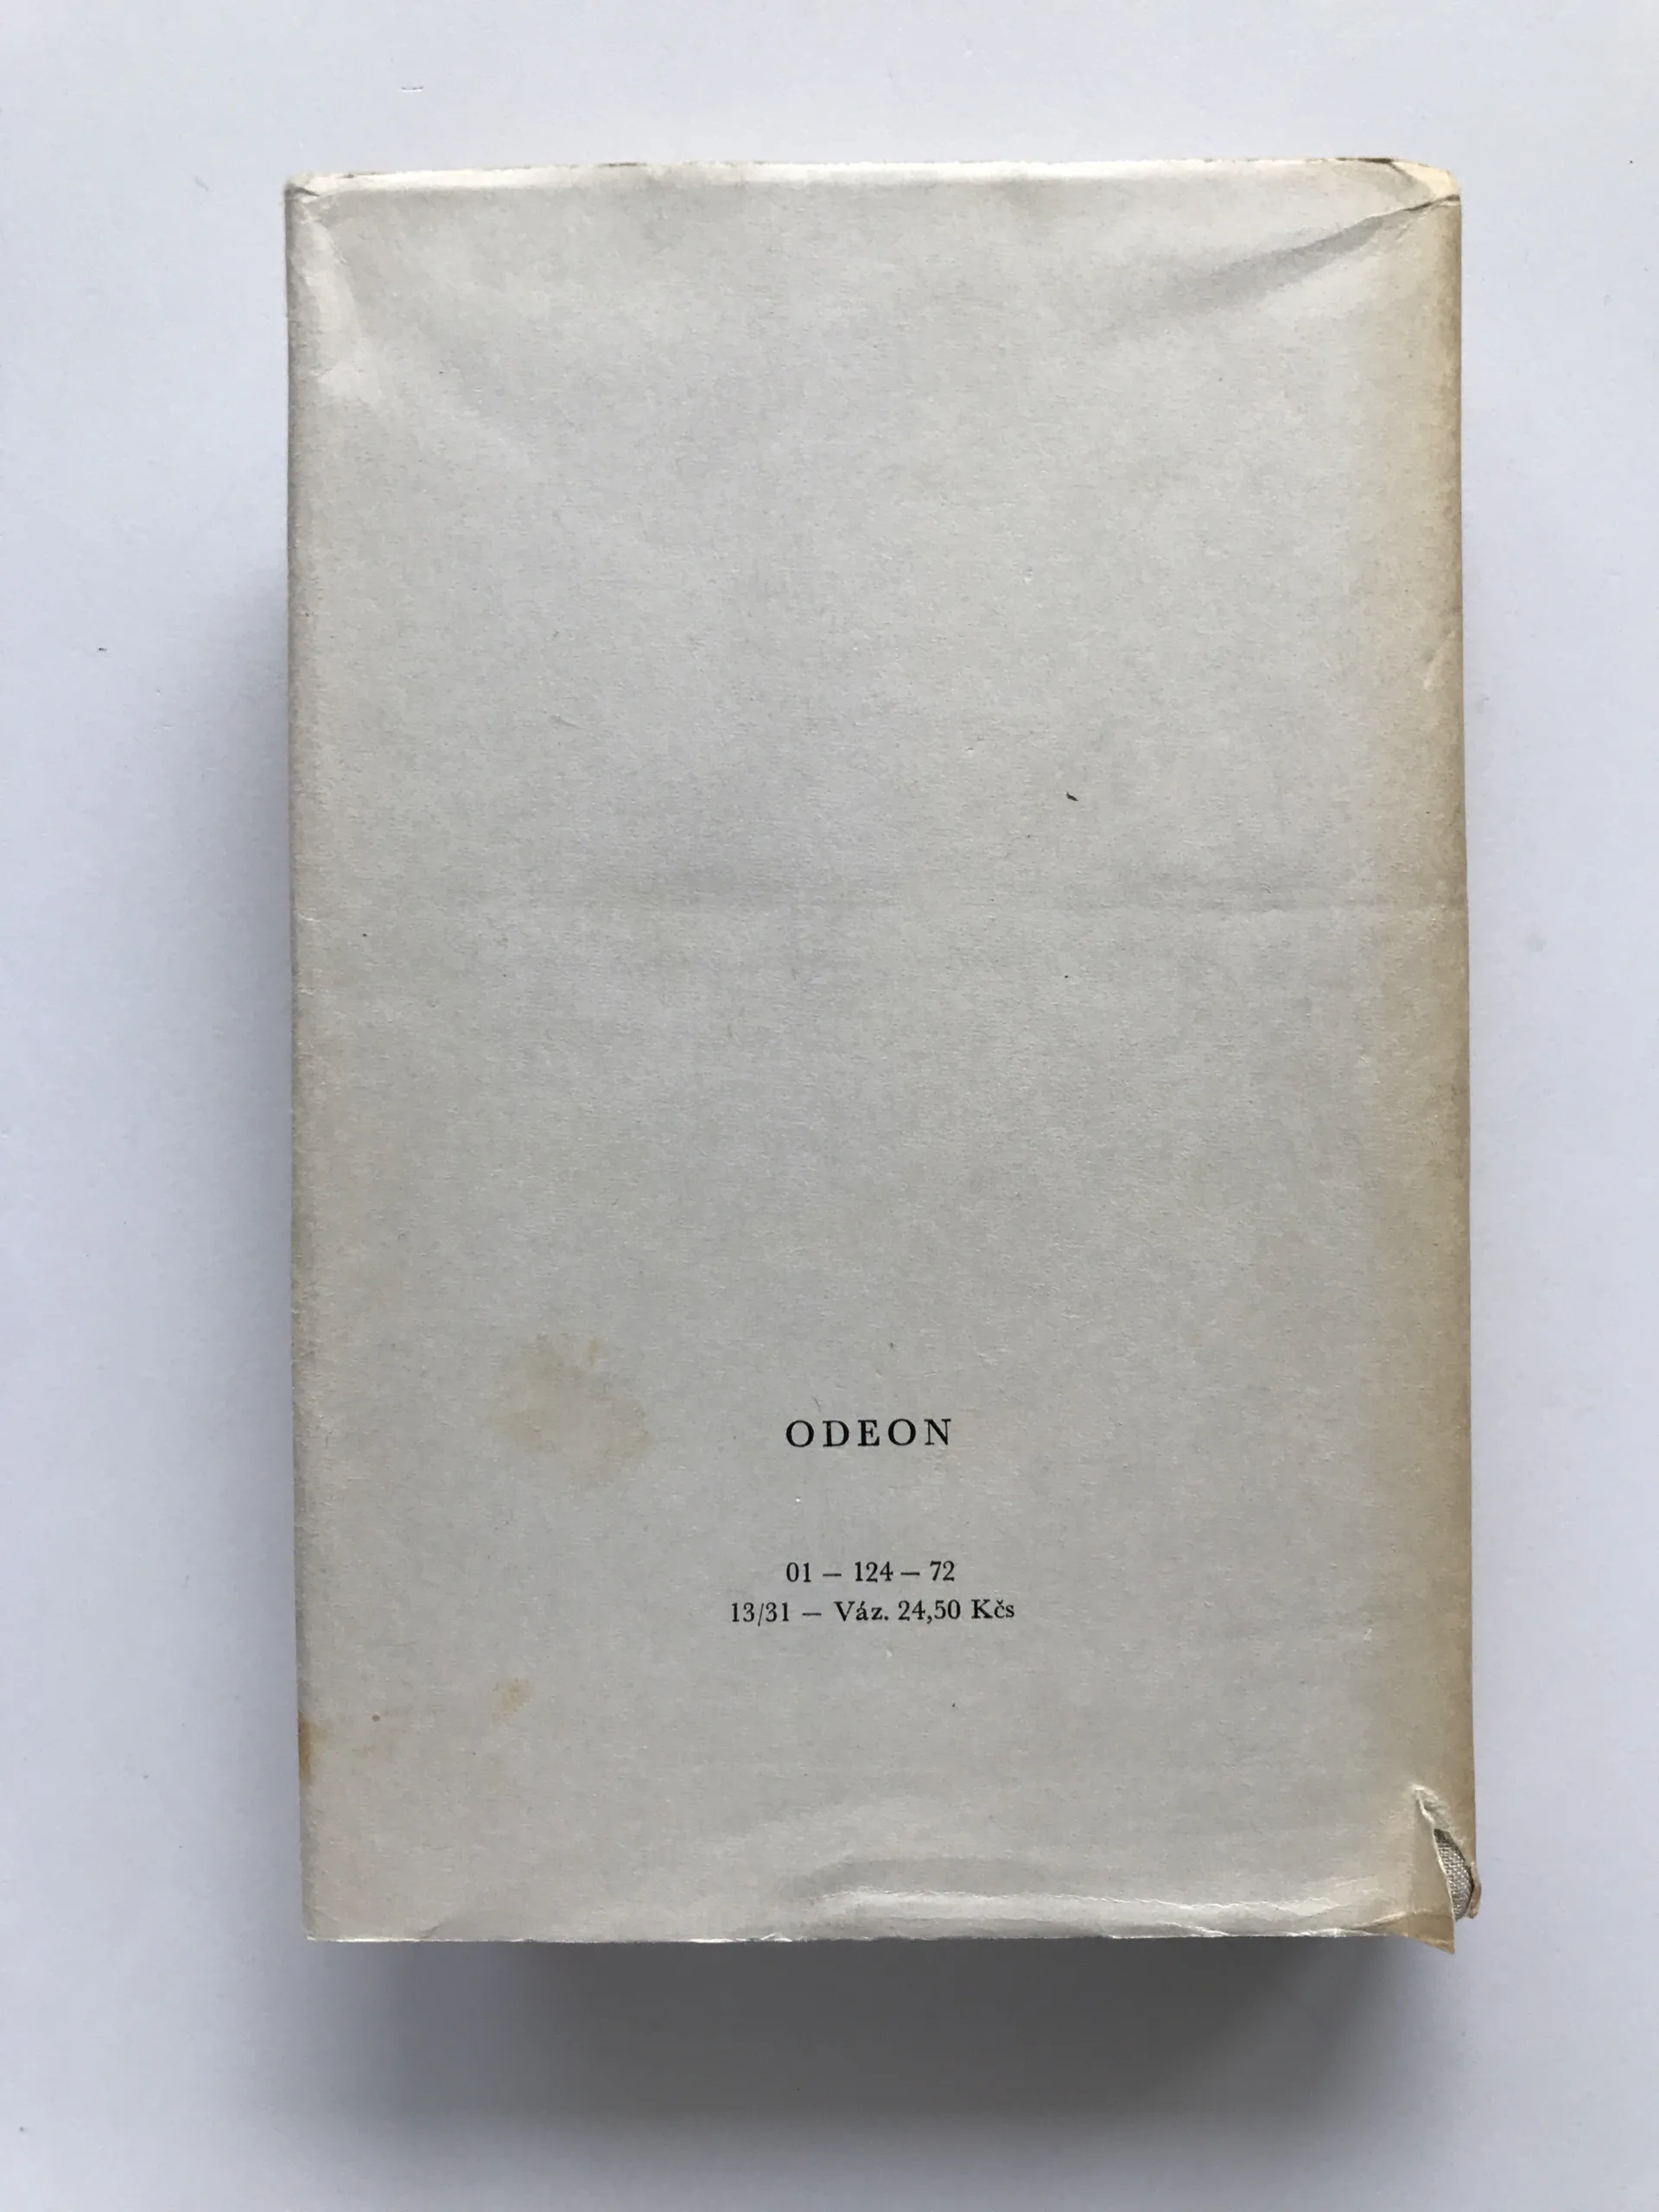 ODEON
01 – 124 – 72
13/31 – Váz. 24,50 Kčs